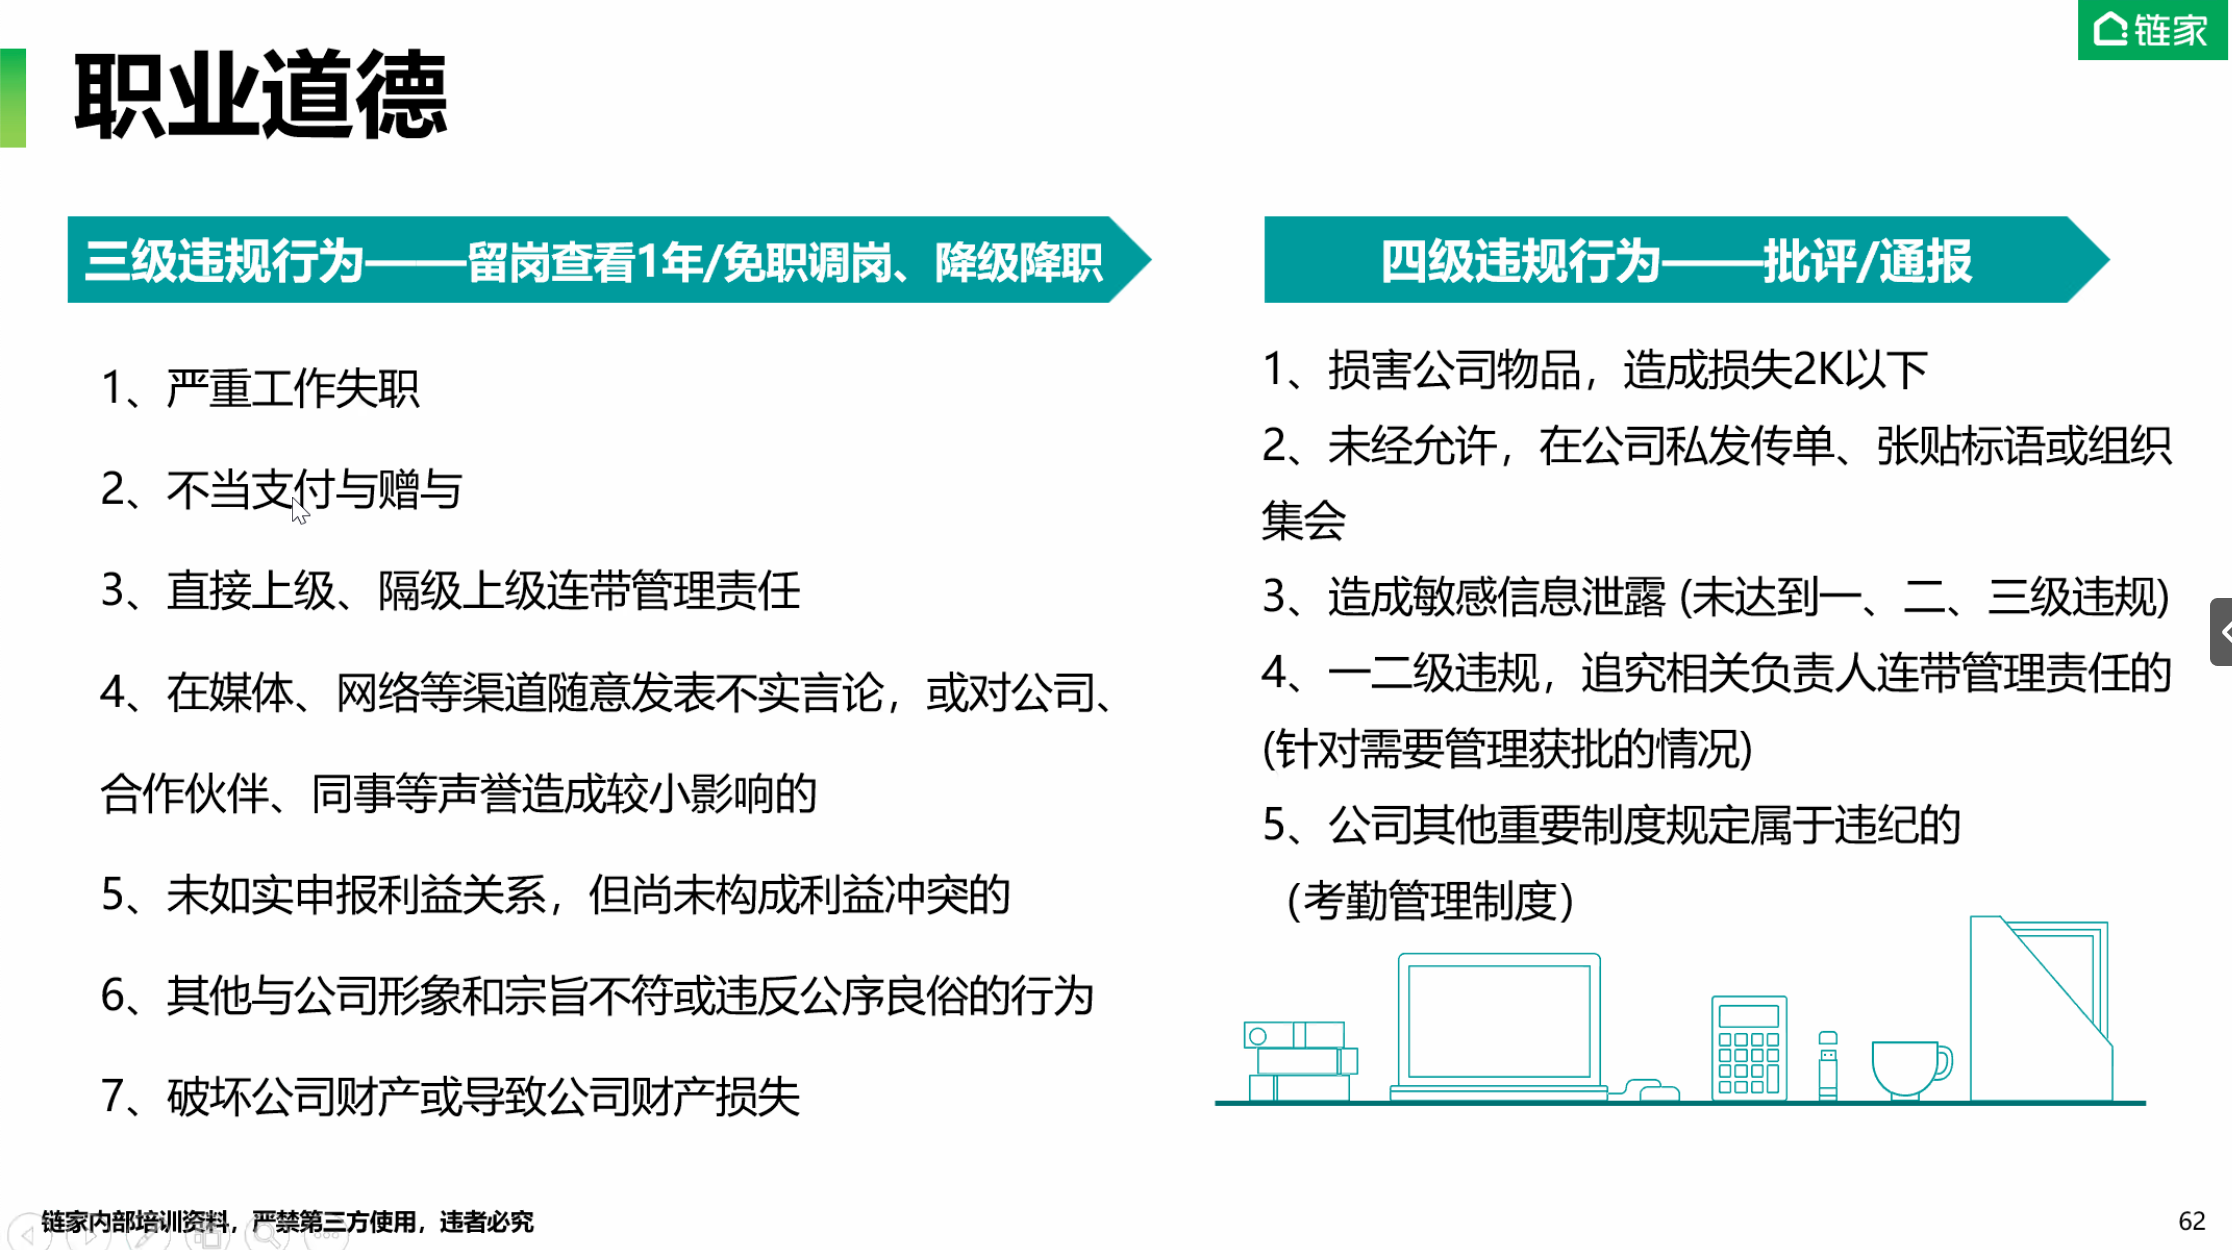 链家
职业道德
三级违规行为——留岗查看1年/免职调岗、降级降职
1、严重工作失职
2、不当支付与赠与
3、直接上级、隔级上级连带管理责任
4、在媒体、网络等渠道随意发表不实言论，或对公司、
合作伙伴、同事等声誉造成较小影响的
5、未如实申报利益关系，但尚未构成利益冲突的
6、其他与公司形象和宗旨不符或违反公序良俗的行为
7、破坏公司财产或导致公司财产损失
四级违规行为——批评/通报
1、损害公司物品，造成损失2K以下
2、未经允许，在公司私发传单、张贴标语或组织
集会
3、造成敏感信息泄露 (未达到一、二、三级违规)
4、一二级违规，追究相关负责人连带管理责任的
(针对需要管理获批的情况)
5、公司其他重要制度规定属于违纪的
（考勤管理制度）
链家内部培训资料，严禁第三方使用，违者必究
62